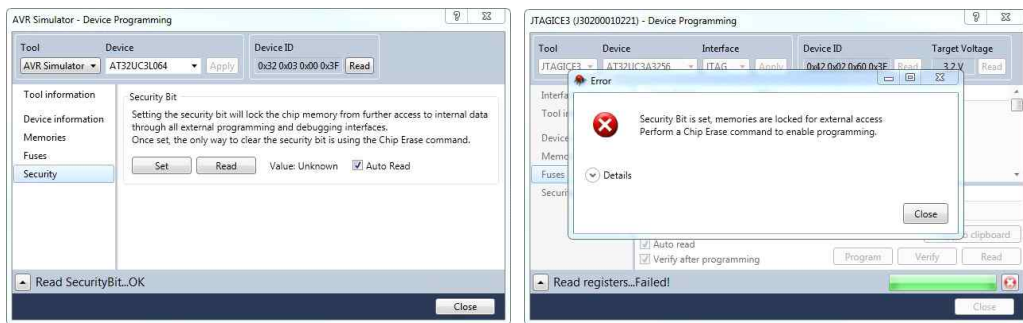 AVR Simulator - Device Programming
Tool
Device
Device ID
AVR Simulator
AT32UC3L064
Apply
0x32 0x03 0x00 0x3F
Read
Tool information
Device information
Memories
Fuses
Security
Security Bit
Setting the security bit will lock the chip memory from further access to internal data
through all external programming and debugging interfaces.
Once set, the only way to clear the security bit is using the Chip Erase command.
Set
Read
Value: Unknown
Auto Read
Read SecurityBit...OK
Close
JTAGICE3 (J30200010221) - Device Programming
Tool
Device
Interface
Device ID
Target Voltage
JTAGICE3
AT32UC3A3256
JTAG
Apply
0x42 0x02 0x60 0x3F
Read
3.2 V
Read
Error
Security Bit is set, memories are locked for external access
Perform a Chip Erase command to enable programming.
Details
Close
Device
Fuses
clipboard
Auto read
Verify after programming
Program
Verify
Read
Read registers...Failed!
Close